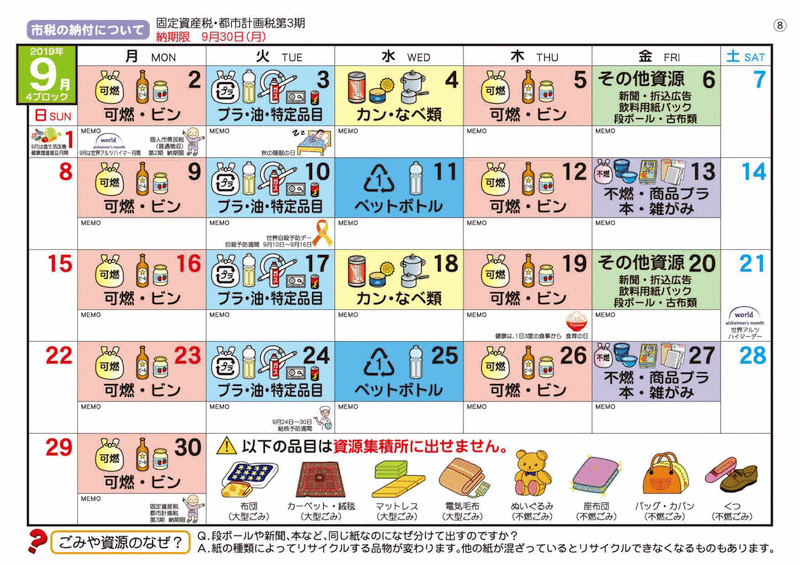 市税の納付について
固定資産税・都市計画税第3期
納期限 9月30日(月)
⑧
2019年
9月
4ブロック
月 MON
火 TUE
水 WED
木 THU
金 FRI
土 SAT
日 SUN
1
9月は食生活改善
健康増進普及月間
可燃
2
可燃・ビン
MEMO
world
alzheimer's month
9月は世界アルツハイマー月間
個人市県民税
(普通徴収)
第2期 納期限
プラ
3
プラ・油・特定品目
MEMO
秋の睡眠の日
4
カン・なべ類
MEMO
可燃
5
可燃・ビン
MEMO
その他資源 6
新聞・折込広告
飲料用紙パック
段ボール・古布類
MEMO
7
8
可燃
9
可燃・ビン
MEMO
プラ
10
プラ・油・特定品目
MEMO
世界自殺予防デー
自殺予防週間 9月10日〜9月16日
1
11
ペットボトル
MEMO
可燃
12
可燃・ビン
MEMO
不燃
13
不燃・商品プラ
本・雑がみ
MEMO
14
15
可燃
16
可燃・ビン
MEMO
プラ
17
プラ・油・特定品目
MEMO
18
カン・なべ類
MEMO
可燃
19
可燃・ビン
MEMO
健康は、1日3度の食事から 食育の日
その他資源 20
新聞・折込広告
飲料用紙パック
段ボール・古布類
MEMO
21
world
alzheimer's month
世界アルツ
ハイマーデー
22
可燃
23
可燃・ビン
MEMO
プラ
24
プラ・油・特定品目
MEMO
9月24日〜30日
結核予防週間
1
25
ペットボトル
MEMO
可燃
26
可燃・ビン
MEMO
不燃
27
不燃・商品プラ
本・雑がみ
MEMO
28
29
可燃
30
可燃・ビン
MEMO
固定資産税
都市計画税
第3期 納期限
以下の品目は資源集積所に出せません。
布団
(大型ごみ)
カーペット・絨毯
(大型ごみ)
マットレス
(大型ごみ)
電気毛布
(大型ごみ)
ぬいぐるみ
(不燃ごみ)
座布団
(不燃ごみ)
バッグ・カバン
(不燃ごみ)
くつ
(不燃ごみ)
? ごみや資源のなぜ?
Q.段ボールや新聞、本など、同じ紙なのになぜ分けて出すのですか?
A.紙の種類によってリサイクルする品物が変わります。他の紙が混ざっているとリサイクルできなくなるものもあります。